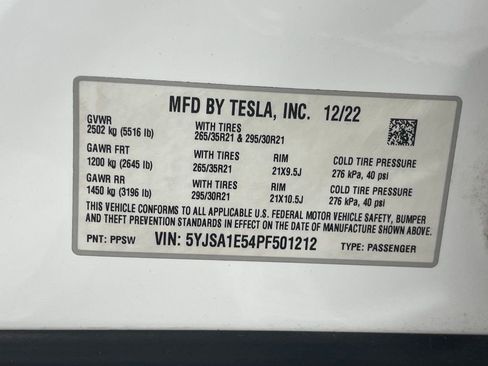 MFD BY TESLA, INC. 12/22
GVWR
2502 kg (5516 lb)
WITH TIRES
265/35R21 & 295/30R21
GAWR FRT
1200 kg (2645 lb)
WITH TIRES
265/35R21
RIM
21X9.5J
COLD TIRE PRESSURE
276 kPa, 40 psi
GAWR RR
1450 kg (3196 lb)
WITH TIRES
295/30R21
RIM
21X10.5J
COLD TIRE PRESSURE
276 kPa, 40 psi
THIS VEHICLE CONFORMS TO ALL APPLICABLE U.S. FEDERAL MOTOR VEHICLE SAFETY, BUMPER
AND THEFT PREVENTION STANDARDS IN EFFECT ON THE DATE OF MANUFACTURE SHOWN ABOVE.
PNT: PPSW VIN: 5YJSA1E54PF501212 TYPE: PASSENGER